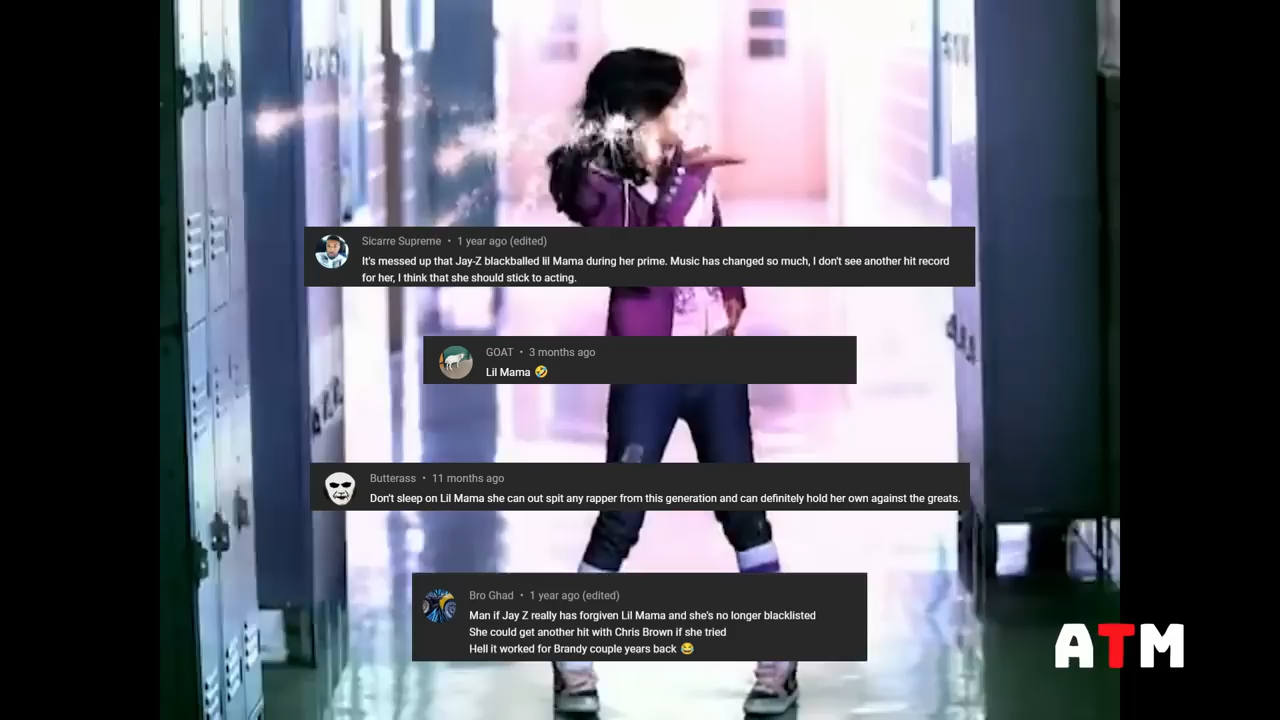 Sicarre Supreme • 1 year ago (edited)
It's messed up that Jay-Z blackballed lil Mama during her prime. Music has changed so much, I don't see another hit record
for her, I think that she should stick to acting.
GOAT • 3 months ago
Lil Mama 🤣
Butterass • 11 months ago
Don't sleep on Lil Mama she can out spit any rapper from this generation and can definitely hold her own against the greats.
Bro Ghad • 1 year ago (edited)
Man if Jay Z really has forgiven Lil Mama and she's no longer blacklisted
She could get another hit with Chris Brown if she tried
Hell it worked for Brandy couple years back 😂
ATM